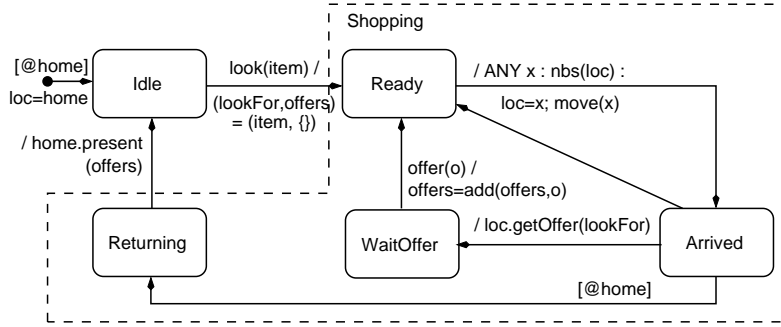 Shopping
[@home]
loc=home
Idle
look(item) /
(lookFor,offers)
= (item, {})
Ready
/ ANY x : nbs(loc) :
loc=x; move(x)
/ home.present
(offers)
offer(o) /
offers=add(offers,o)
Returning
WaitOffer
/ loc.getOffer(lookFor)
Arrived
[@home]